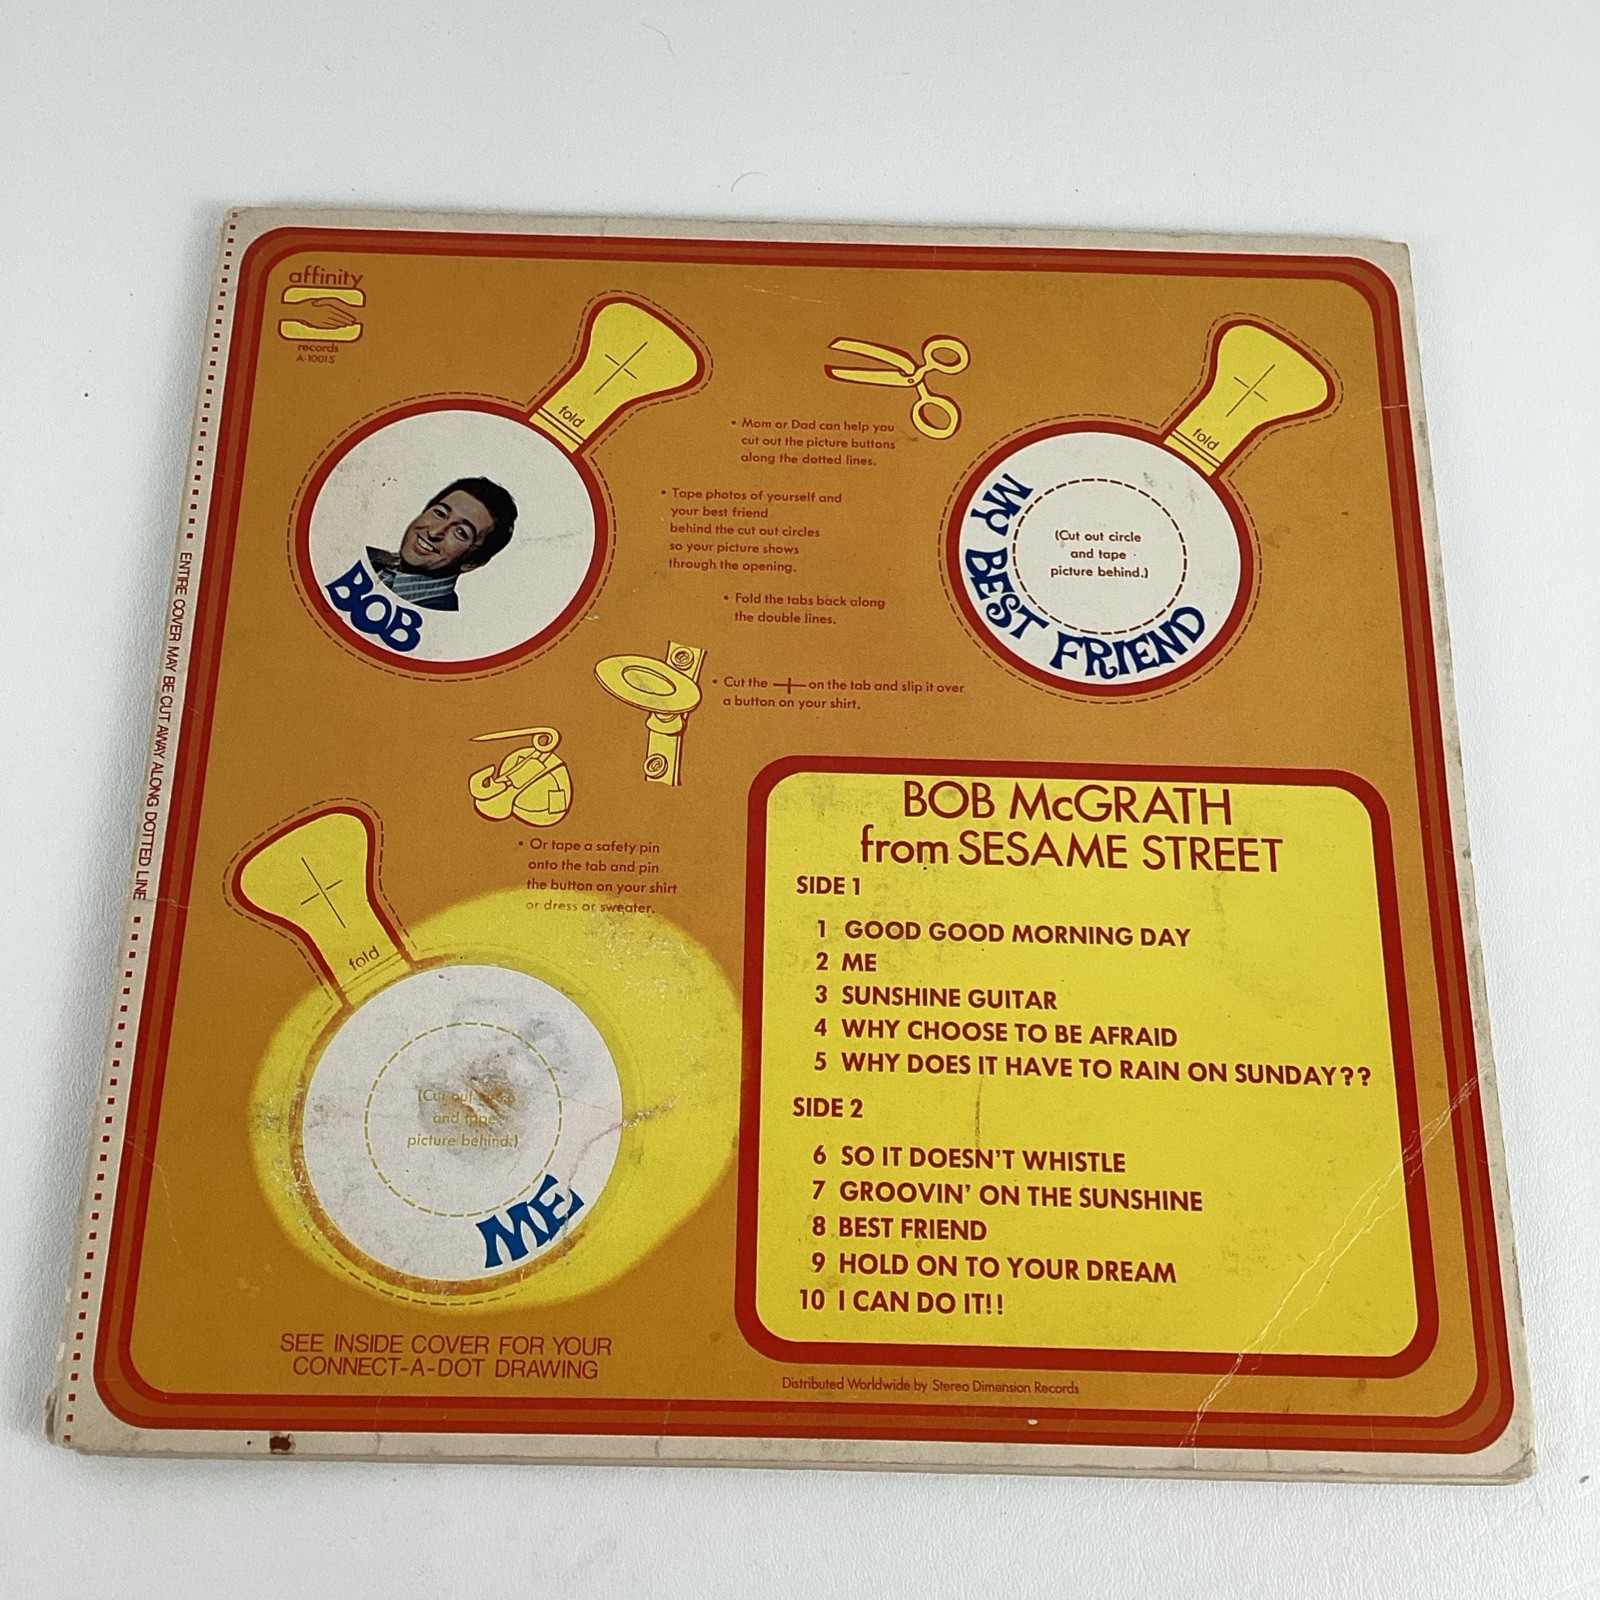 affinity
records
A-1001S
ENTIRE COVER MAY BE CUT AWAY ALONG DOTTED LINE
fold
BOB
• Mom or Dad can help you
cut out the picture buttons
along the dotted lines.
• Tape photos of yourself and
your best friend
behind the cut out circles
so your picture shows
through the opening.
• Fold the tabs back along
the double lines.
• Cut the
on the tab and slip it over
a button on your shirt.
• Or tape a safety pin
onto the tab and pin
the button on your shirt
or dress or sweater.
fold
MY BEST FRIEND
(Cut out circle
and tape
picture behind.)
fold
(Cut out
and tape
picture behind.)
ME
SEE INSIDE COVER FOR YOUR
CONNECT-A-DOT DRAWING
BOB McGRATH
from SESAME STREET
SIDE 1
1 GOOD GOOD MORNING DAY
2 ME
3 SUNSHINE GUITAR
4 WHY CHOOSE TO BE AFRAID
5 WHY DOES IT HAVE TO RAIN ON SUNDAY??
SIDE 2
6 SO IT DOESN'T WHISTLE
7 GROOVIN' ON THE SUNSHINE
8 BEST FRIEND
9 HOLD ON TO YOUR DREAM
10 I CAN DO IT!!
Distributed Worldwide by Stereo Dimension Records